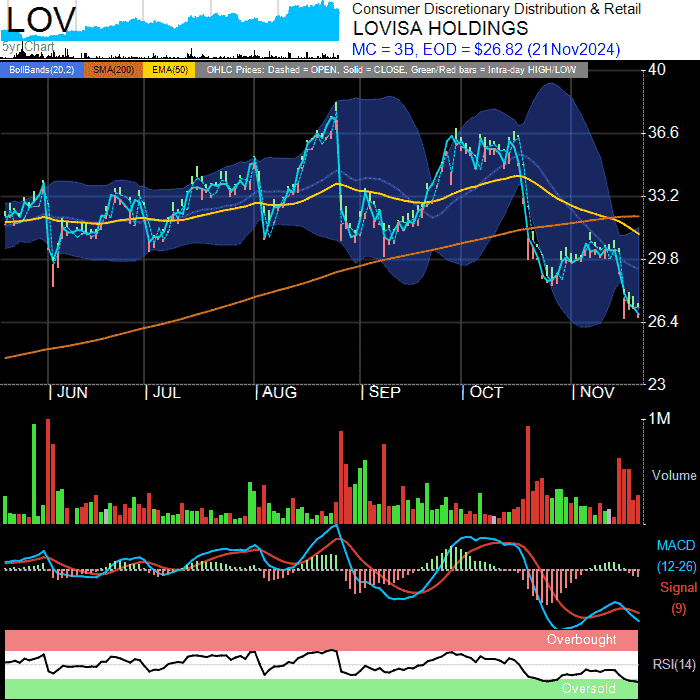 LOV
5yr Chart
Consumer Discretionary Distribution & Retail
LOVISA HOLDINGS
MC = 3B, EOD = $26.82 (21Nov2024)
BollBands(20,2) SMA(200) EMA(50) OHLC Prices: Dashed = OPEN, Solid = CLOSE, Green/Red bars = Intra-day HIGH/LOW
40
36.6
33.2
29.8
26.4
23
JUN JUL AUG SEP OCT NOV
1M
Volume
MACD
(12-26)
Signal
(9)
Overbought
RSI(14)
Oversold